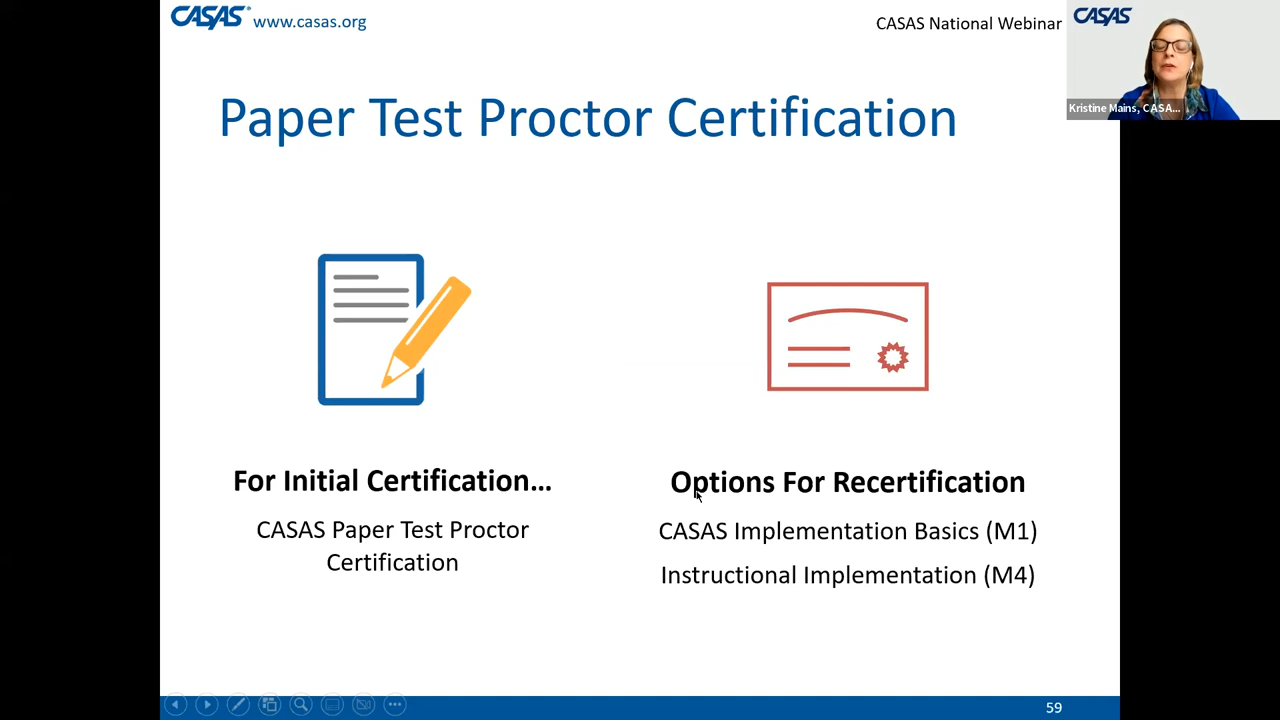 CASAS® www.casas.org
CASAS National Webinar
CASAS
Kristine Mains, CASA...
Paper Test Proctor Certification
For Initial Certification...
CASAS Paper Test Proctor
Certification
Options For Recertification
CASAS Implementation Basics (M1)
Instructional Implementation (M4)
59